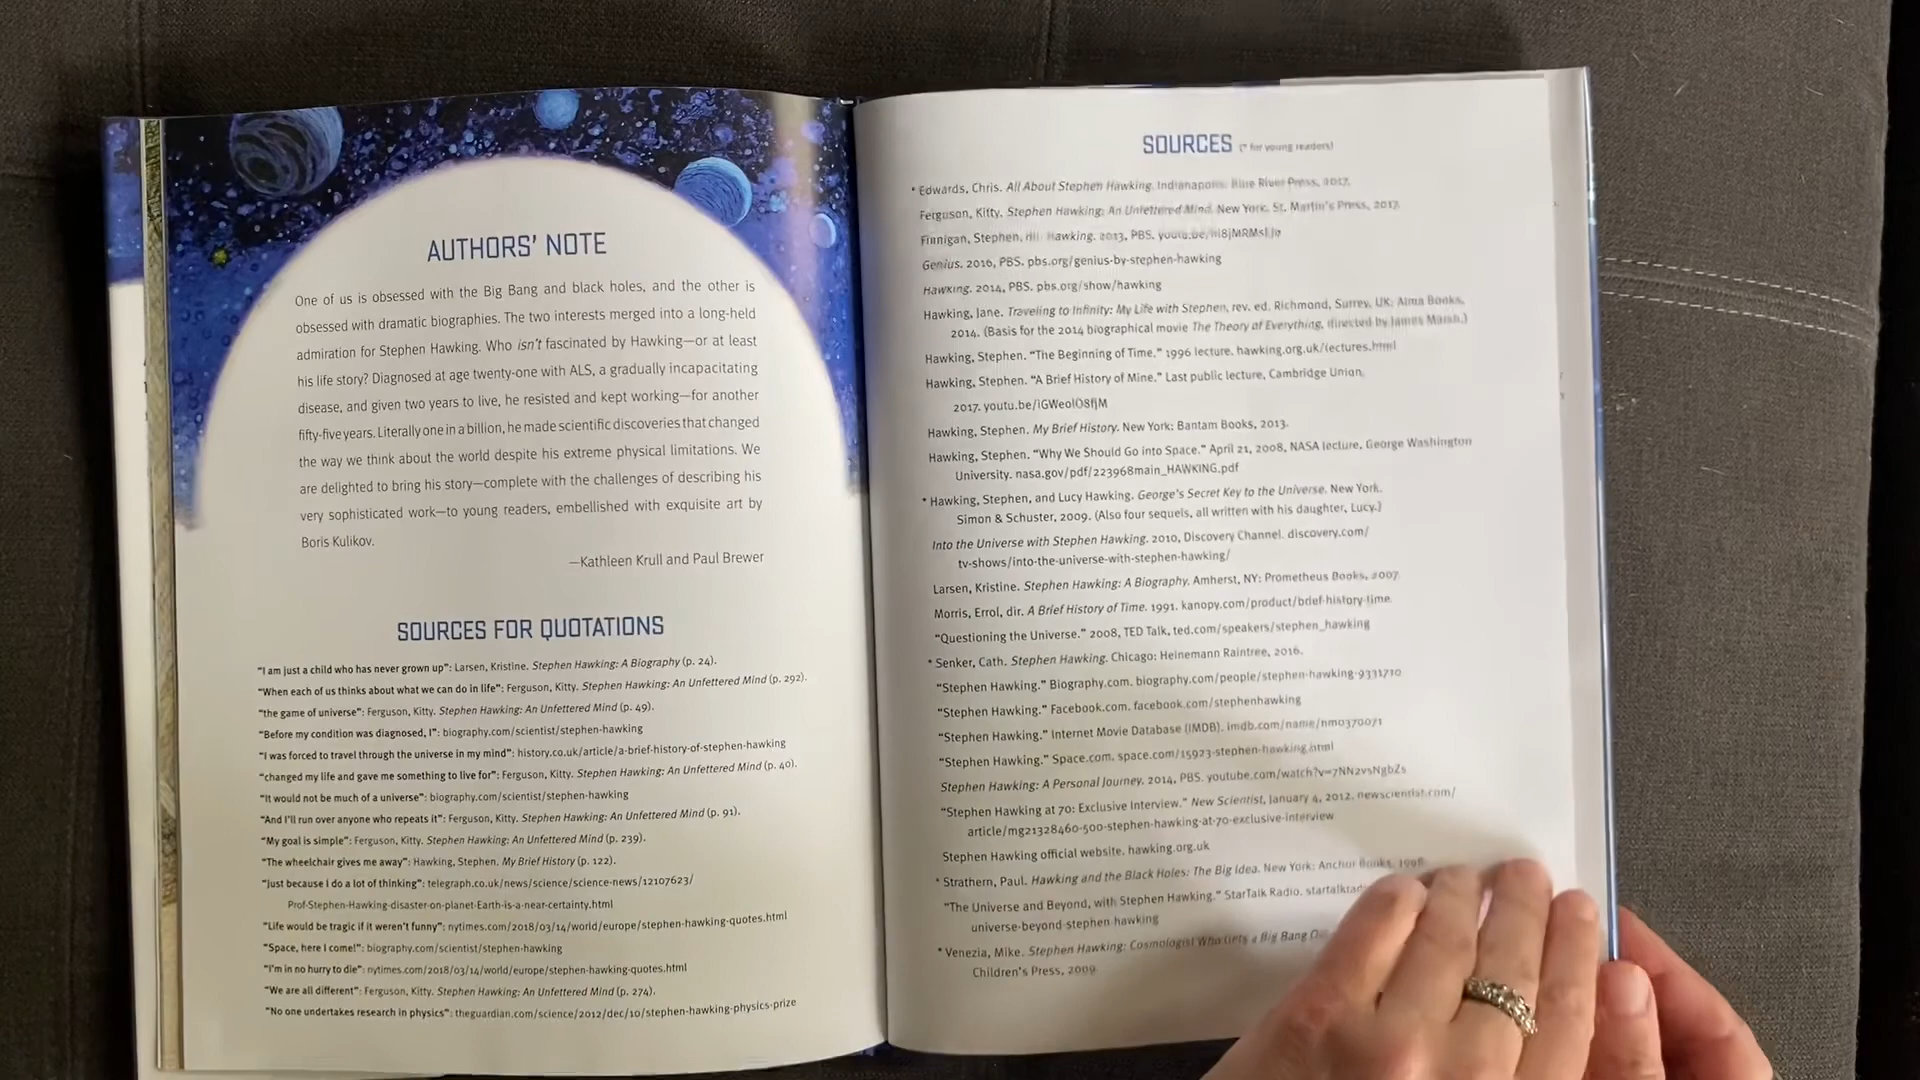 AUTHORS' NOTE
One of us is obsessed with the Big Bang and black holes, and the other is
obsessed with dramatic biographies. The two interests merged into a long-held
admiration for Stephen Hawking. Who isn't fascinated by Hawking—or at least
his life story? Diagnosed at age twenty-one with ALS, a gradually incapacitating
disease, and given two years to live, he resisted and kept working—for another
fifty-five years. Literally one in a billion, he made scientific discoveries that changed
the way we think about the world despite his extreme physical limitations. We
are delighted to bring his story—complete with the challenges of describing his
very sophisticated work—to young readers, embellished with exquisite art by
Boris Kulikov.
—Kathleen Krull and Paul Brewer
SOURCES FOR QUOTATIONS
"I am just a child who has never grown up": Larsen, Kristine. Stephen Hawking: A Biography (p. 24).
"When each of us thinks about what we can do in life": Ferguson, Kitty. Stephen Hawking: An Unfettered Mind (p. 292).
"the game of universe": Ferguson, Kitty. Stephen Hawking: An Unfettered Mind (p. 49).
"Before my condition was diagnosed, I": biography.com/scientist/stephen-hawking
"I was forced to travel through the universe in my mind": history.co.uk/article/a-brief-history-of-stephen-hawking
"changed my life and gave me something to live for": Ferguson, Kitty. Stephen Hawking: An Unfettered Mind (p. 40).
"It would not be much of a universe": biography.com/scientist/stephen-hawking
"And I'll run over anyone who repeats it": Ferguson, Kitty. Stephen Hawking: An Unfettered Mind (p. 91).
"My goal is simple": Ferguson, Kitty. Stephen Hawking: An Unfettered Mind (p. 239).
"The wheelchair gives me away": Hawking, Stephen. My Brief History (p. 122).
"Just because I do a lot of thinking": telegraph.co.uk/news/science/science-news/12107623/
Prof-Stephen-Hawking-disaster-on-planet-Earth-is-a-near-certainty.html
"Life would be tragic if it weren't funny": nytimes.com/2018/03/14/world/europe/stephen-hawking-quotes.html
"Space, here I come!": biography.com/scientist/stephen-hawking
"I'm in no hurry to die": nytimes.com/2018/03/14/world/europe/stephen-hawking-quotes.html
"We are all different": Ferguson, Kitty. Stephen Hawking: An Unfettered Mind (p. 274).
"No one undertakes research in physics": theguardian.com/science/2012/dec/10/stephen-hawking-physics-prize
SOURCES (* for young readers)
* Edwards, Chris. All About Stephen Hawking. Indianapolis: Blue River Press, 2017.
Ferguson, Kitty. Stephen Hawking: An Unfettered Mind. New York: St. Martin's Press, 2017.
Finnigan, Stephen, dir. Hawking. 2013, PBS.
Genius. 2016, PBS. pbs.org/genius-by-stephen-hawking
Hawking. 2014, PBS. pbs.org/show/hawking
Hawking, Jane. Traveling to Infinity: My Life with Stephen, rev. ed. Richmond, Surrey, UK: Alma Books,
2014. (Basis for the 2014 biographical movie The Theory of Everything, directed by James Marsh.)
Hawking, Stephen. "The Beginning of Time." 1996 lecture. hawking.org.uk/lectures.html
Hawking, Stephen. "A Brief History of Mine." Last public lecture, Cambridge Union,
2017. youtu.be/iGWeolO8fjM
Hawking, Stephen. My Brief History. New York: Bantam Books, 2013.
Hawking, Stephen. "Why We Should Go into Space." April 21, 2008, NASA lecture, George Washington
University. nasa.gov/pdf/223968main_HAWKING.pdf
* Hawking, Stephen, and Lucy Hawking. George's Secret Key to the Universe. New York:
Simon & Schuster, 2009. (Also four sequels, all written with his daughter, Lucy.)
Into the Universe with Stephen Hawking. 2010, Discovery Channel. discovery.com/
tv-shows/into-the-universe-with-stephen-hawking/
Larsen, Kristine. Stephen Hawking: A Biography. Amherst, NY: Prometheus Books, 2007.
Morris, Errol, dir. A Brief History of Time. 1991. kanopy.com/product/brief-history-time
"Questioning the Universe." 2008, TED Talk, ted.com/speakers/stephen_hawking
* Senker, Cath. Stephen Hawking. Chicago: Heinemann Raintree, 2016.
"Stephen Hawking." Biography.com. biography.com/people/stephen-hawking-9331710
"Stephen Hawking." Facebook.com. facebook.com/stephenhawking
"Stephen Hawking." Internet Movie Database (IMDB). imdb.com/name/nm0370071
"Stephen Hawking." Space.com. space.com/15923-stephen-hawking.html
Stephen Hawking: A Personal Journey. 2014, PBS. youtube.com/watch?v=7NN2vsNgbZs
"Stephen Hawking at 70: Exclusive Interview." New Scientist, January 4, 2012. newscientist.com/
article/mg21328460-500-stephen-hawking-at-70-exclusive-interview
Stephen Hawking official website. hawking.org.uk
* Strathern, Paul. Hawking and the Black Holes: The Big Idea. New York: Anchor Books, 1998.
"The Universe and Beyond, with Stephen Hawking." StarTalk Radio.
universe-beyond-stephen-hawking
* Venezia, Mike. Stephen Hawking: Cosmologist Who Gets a Big Bang
Children's Press, 2009.